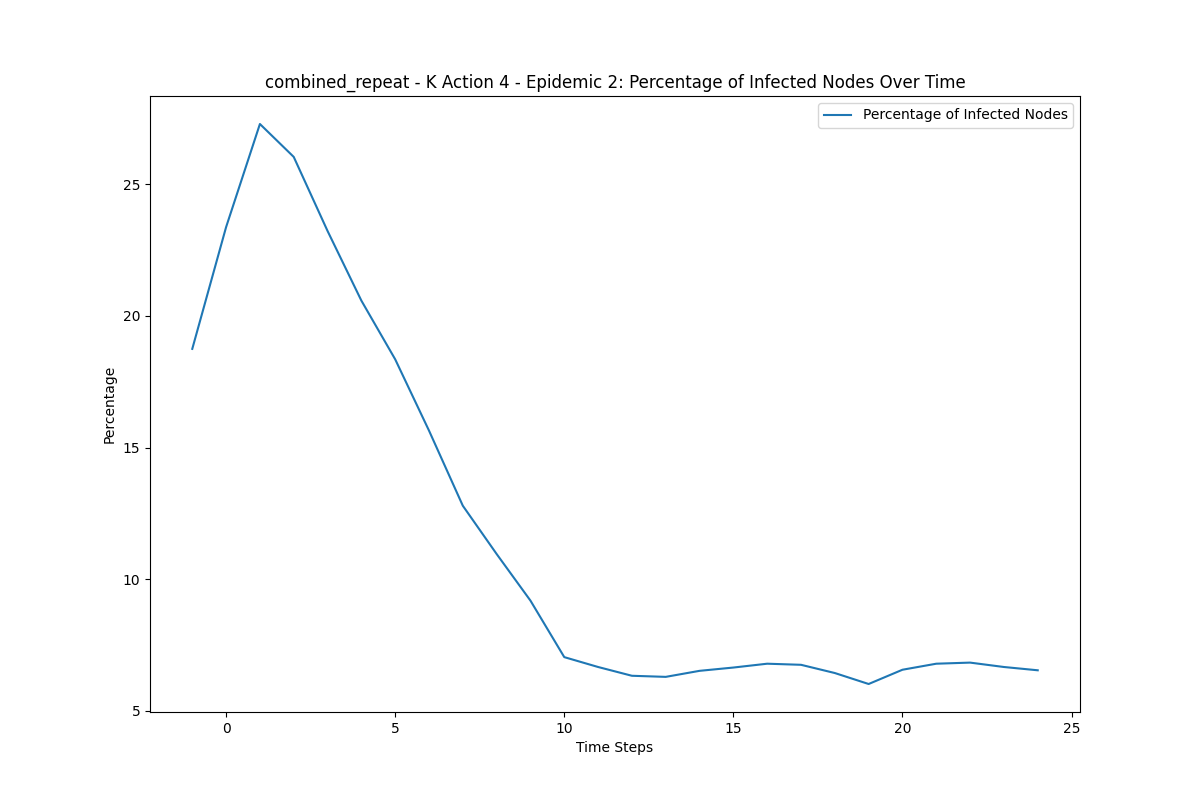 combined_repeat - K Action 4 - Epidemic 2: Percentage of Infected Nodes Over Time
Percentage of Infected Nodes
25
20
15
10
5
Percentage
0 5 10 15 20 25
Time Steps